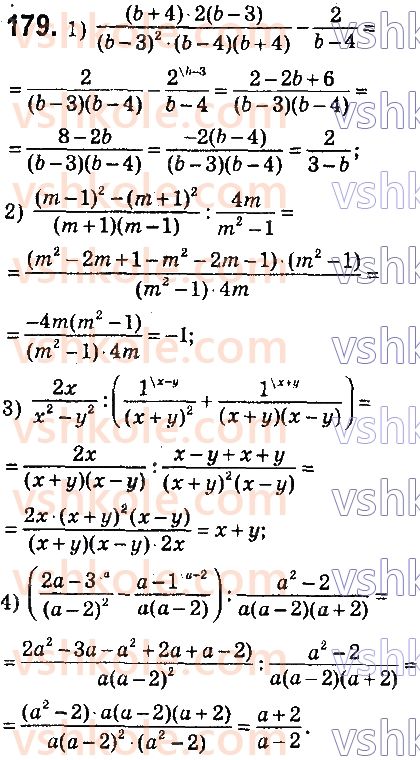 179. 1) \frac{(b+4)\cdot 2(b-3)}{(b-3)^2\cdot(b-4)(b+4)} - \frac{2}{b-4} =
= \frac{2}{(b-3)(b-4)} - \frac{2^{\backslash b-3}}{b-4} = \frac{2-2b+6}{(b-3)(b-4)} =
= \frac{8-2b}{(b-3)(b-4)} = \frac{-2(b-4)}{(b-3)(b-4)} = \frac{2}{3-b};
2) \frac{(m-1)^2-(m+1)^2}{(m+1)(m-1)} : \frac{4m}{m^2-1} =
= \frac{(m^2-2m+1-m^2-2m-1)\cdot(m^2-1)}{(m^2-1)\cdot 4m} =
= \frac{-4m(m^2-1)}{(m^2-1)\cdot 4m} = -1;
3) \frac{2x}{x^2-y^2} : \left(\frac{1^{\backslash x-y}}{(x+y)^2} + \frac{1^{\backslash x+y}}{(x+y)(x-y)}\right) =
= \frac{2x}{(x+y)(x-y)} : \frac{x-y+x+y}{(x+y)^2(x-y)} =
= \frac{2x\cdot(x+y)^2(x-y)}{(x+y)(x-y)\cdot 2x} = x+y;
4) \left(\frac{2a-3^{\backslash a}}{(a-2)^2} - \frac{a-1^{\backslash a-2}}{a(a-2)}\right) : \frac{a^2-2}{a(a-2)(a+2)} =
= \frac{2a^2-3a-a^2+2a+a-2)}{a(a-2)^2} : \frac{a^2-2}{a(a-2)(a+2)} =
= \frac{(a^2-2)\cdot a(a-2)(a+2)}{a(a-2)^2\cdot(a^2-2)} = \frac{a+2}{a-2}.
vshkole.com